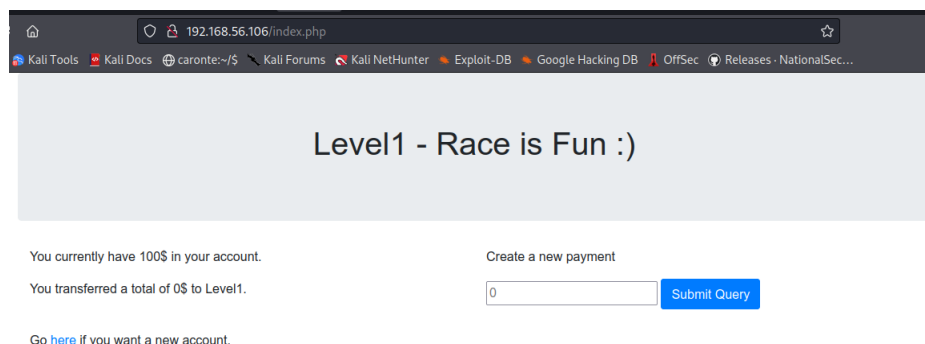 192.168.56.106/index.php
Kali Tools Kali Docs caronte:~/$ Kali Forums Kali NetHunter Exploit-DB Google Hacking DB OffSec Releases · NationalSec...
Level1 - Race is Fun :)
You currently have 100$ in your account.
Create a new payment
You transferred a total of 0$ to Level1.
0 Submit Query
Go here if you want a new account.